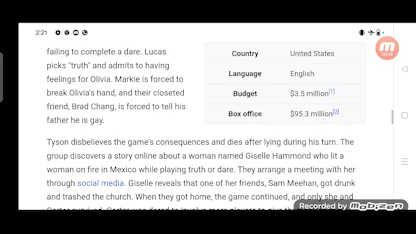 2:21
failing to complete a dare. Lucas
picks "truth" and admits to having
feelings for Olivia. Markie is forced to
break Olivia's hand, and their closeted
friend, Brad Chang, is forced to tell his
father he is gay.
Country United States
Language English
Budget $3.5 million[1]
Box office $95.3 million[2]
Tyson disbelieves the game's consequences and dies after lying during his turn. The
group discovers a story online about a woman named Giselle Hammond who lit a
woman on fire in Mexico while playing truth or dare. They arrange a meeting with her
through social media. Giselle reveals that one of her friends, Sam Meehan, got drunk
and trashed the church. When they got home, the game continued, and only she and
Recorded by MOBIZEN